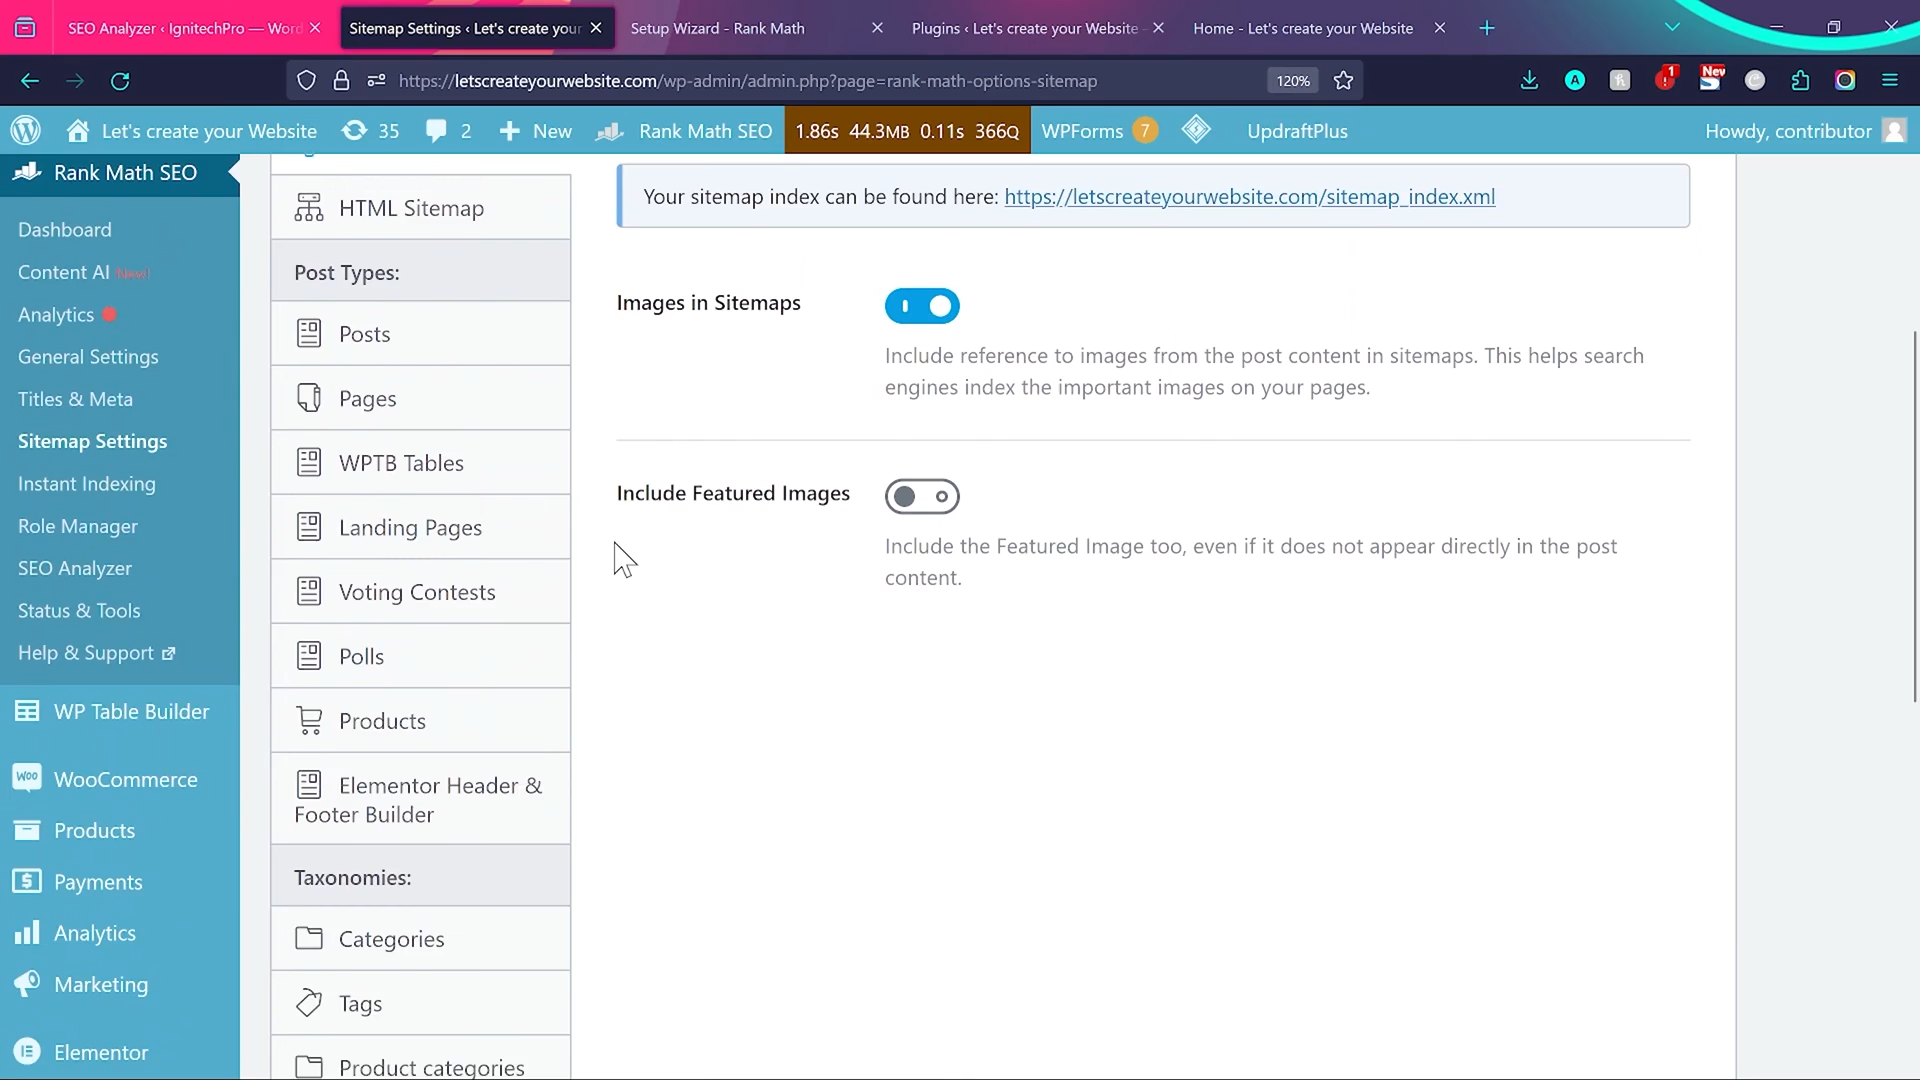 SEO Analyzer ‹ IgnitechPro — Word
Sitemap Settings ‹ Let's create your
Setup Wizard - Rank Math
Plugins ‹ Let's create your Website -
Home - Let's create your Website
https://letscreateyourwebsite.com/wp-admin/admin.php?page=rank-math-options-sitemap
120%
1
New
Let's create your Website
35
2
New
Rank Math SEO
1.86s 44.3MB 0.11s 366Q
WPForms 7
UpdraftPlus
Howdy, contributor
Rank Math SEO
Dashboard
Content AI New!
Analytics
General Settings
Titles & Meta
Sitemap Settings
Instant Indexing
Role Manager
SEO Analyzer
Status & Tools
Help & Support
WP Table Builder
WooCommerce
Products
Payments
Analytics
Marketing
Elementor
HTML Sitemap
Post Types:
Posts
Pages
WPTB Tables
Landing Pages
Voting Contests
Polls
Products
Elementor Header &
Footer Builder
Taxonomies:
Categories
Tags
Product categories
Your sitemap index can be found here: https://letscreateyourwebsite.com/sitemap_index.xml
Images in Sitemaps
Include reference to images from the post content in sitemaps. This helps search
engines index the important images on your pages.
Include Featured Images
Include the Featured Image too, even if it does not appear directly in the post
content.